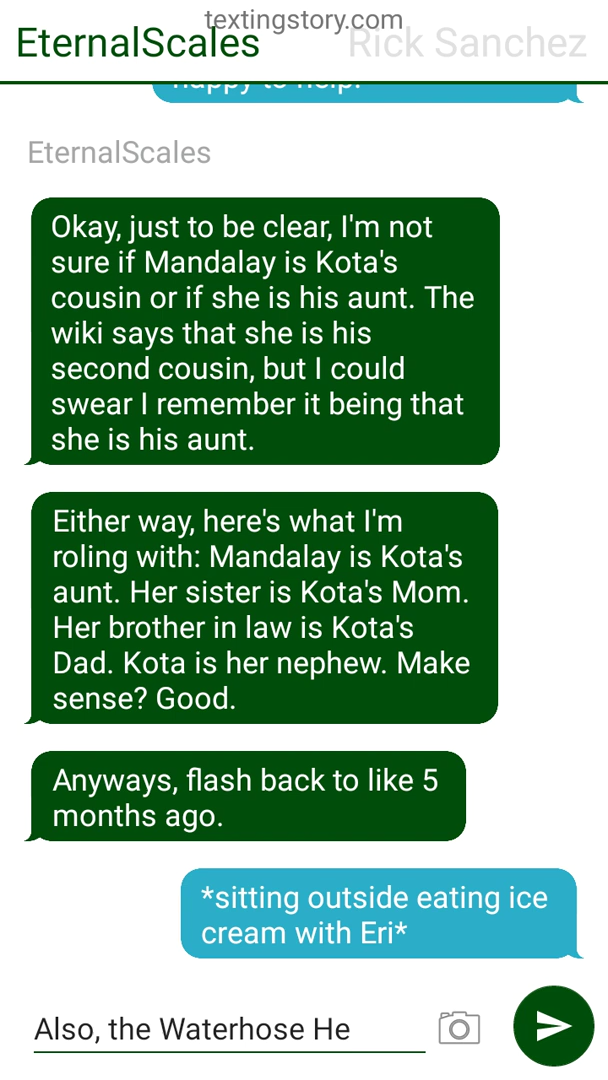 textingstory.com
EternalScales
Rick Sanchez
happy to help!
EternalScales
Okay, just to be clear, I'm not
sure if Mandalay is Kota's
cousin or if she is his aunt. The
wiki says that she is his
second cousin, but I could
swear I remember it being that
she is his aunt.
Either way, here's what I'm
roling with: Mandalay is Kota's
aunt. Her sister is Kota's Mom.
Her brother in law is Kota's
Dad. Kota is her nephew. Make
sense? Good.
Anyways, flash back to like 5
months ago.
*sitting outside eating ice
cream with Eri*
Also, the Waterhose He